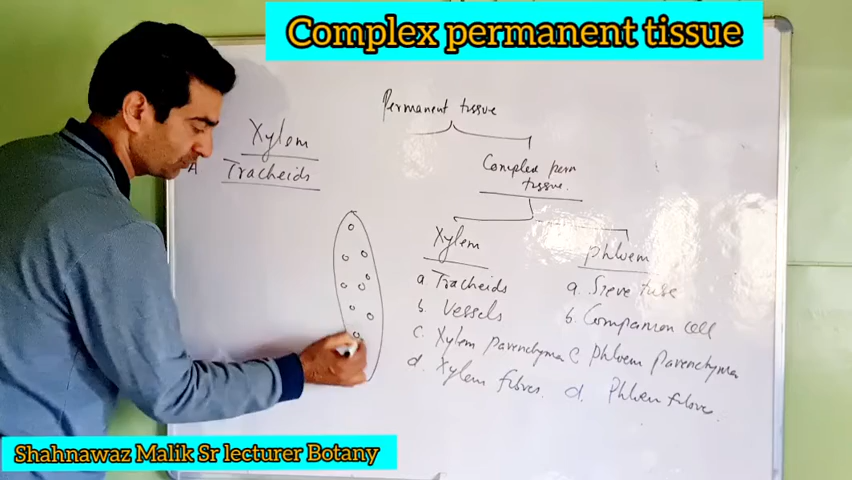 Complex permanent tissue
Permanent tissue
Xylem
A Tracheids
Complex perm
tissue.
Xylem
a. Tracheids
b. Vessels
c. Xylem parenchyma
d. Xylem fibres.
phloem
a. Sieve tube
b. Companion cell
C Phloem parenchyma
d. Phloem fibre.
Shahnawaz Malik Sr lecturer Botany